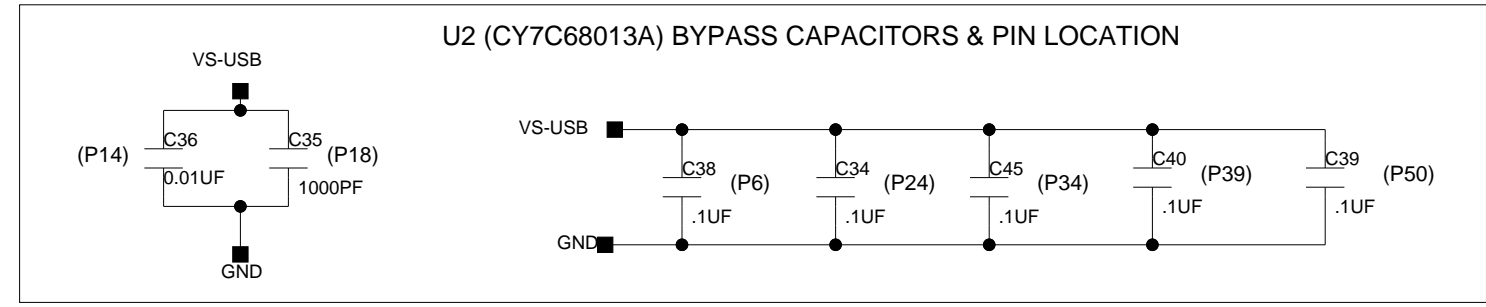 U2 (CY7C68013A) BYPASS CAPACITORS & PIN LOCATION
VS-USB
(P14)
C36
0.01UF
C35
(P18)
1000PF
GND
VS-USB
C38
(P6)
.1UF
C34
(P24)
.1UF
C45
(P34)
.1UF
C40
(P39)
.1UF
C39
(P50)
.1UF
GND